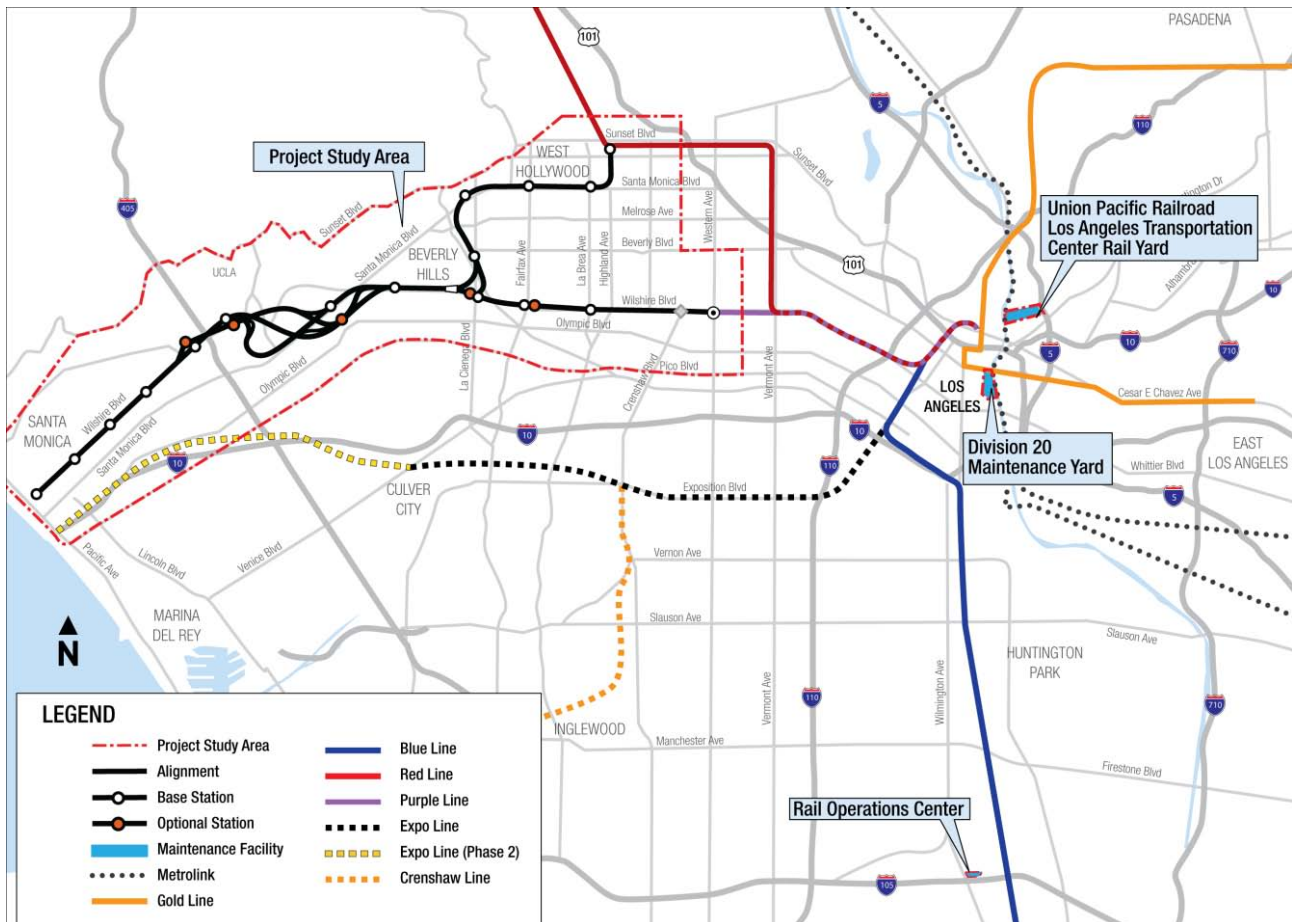 PASADENA
101
5
110
Sunset Blvd
WEST
HOLLYWOOD
Project Study Area
Santa Monica Blvd
Sunset Blvd
Western Ave
Melrose Ave
405
Sunset Blvd
Santa Monica Blvd
Beverly Blvd
BEVERLY
HILLS
Fairfax Ave
La Brea Ave
Highland Ave
UCLA
101
Union Pacific Railroad
Los Angeles Transportation
Center Rail Yard
10
Wilshire Blvd
Olympic Blvd
La Cienega Blvd
Crenshaw Blvd
Pico Blvd
Vermont Ave
Olympic Blvd
5
10
710
LOS
ANGELES
Cesar E Chavez Ave
SANTA
MONICA
Wilshire Blvd
Santa Monica Blvd
10
10
10
110
Division 20
Maintenance Yard
EAST
LOS ANGELES
Whittier Blvd
5
CULVER
CITY
Exposition Blvd
Pacific Ave
Lincoln Blvd
Venice Blvd
Vernon Ave
MARINA
DEL REY
Slauson Ave
Slauson Ave
N
HUNTINGTON
PARK
110
Vermont Ave
Wilmington Ave
710
INGLEWOOD
Manchester Ave
Firestone Blvd
Rail Operations Center
105
LEGEND
Project Study Area
Alignment
Base Station
Optional Station
Maintenance Facility
Metrolink
Gold Line
Blue Line
Red Line
Purple Line
Expo Line
Expo Line (Phase 2)
Crenshaw Line